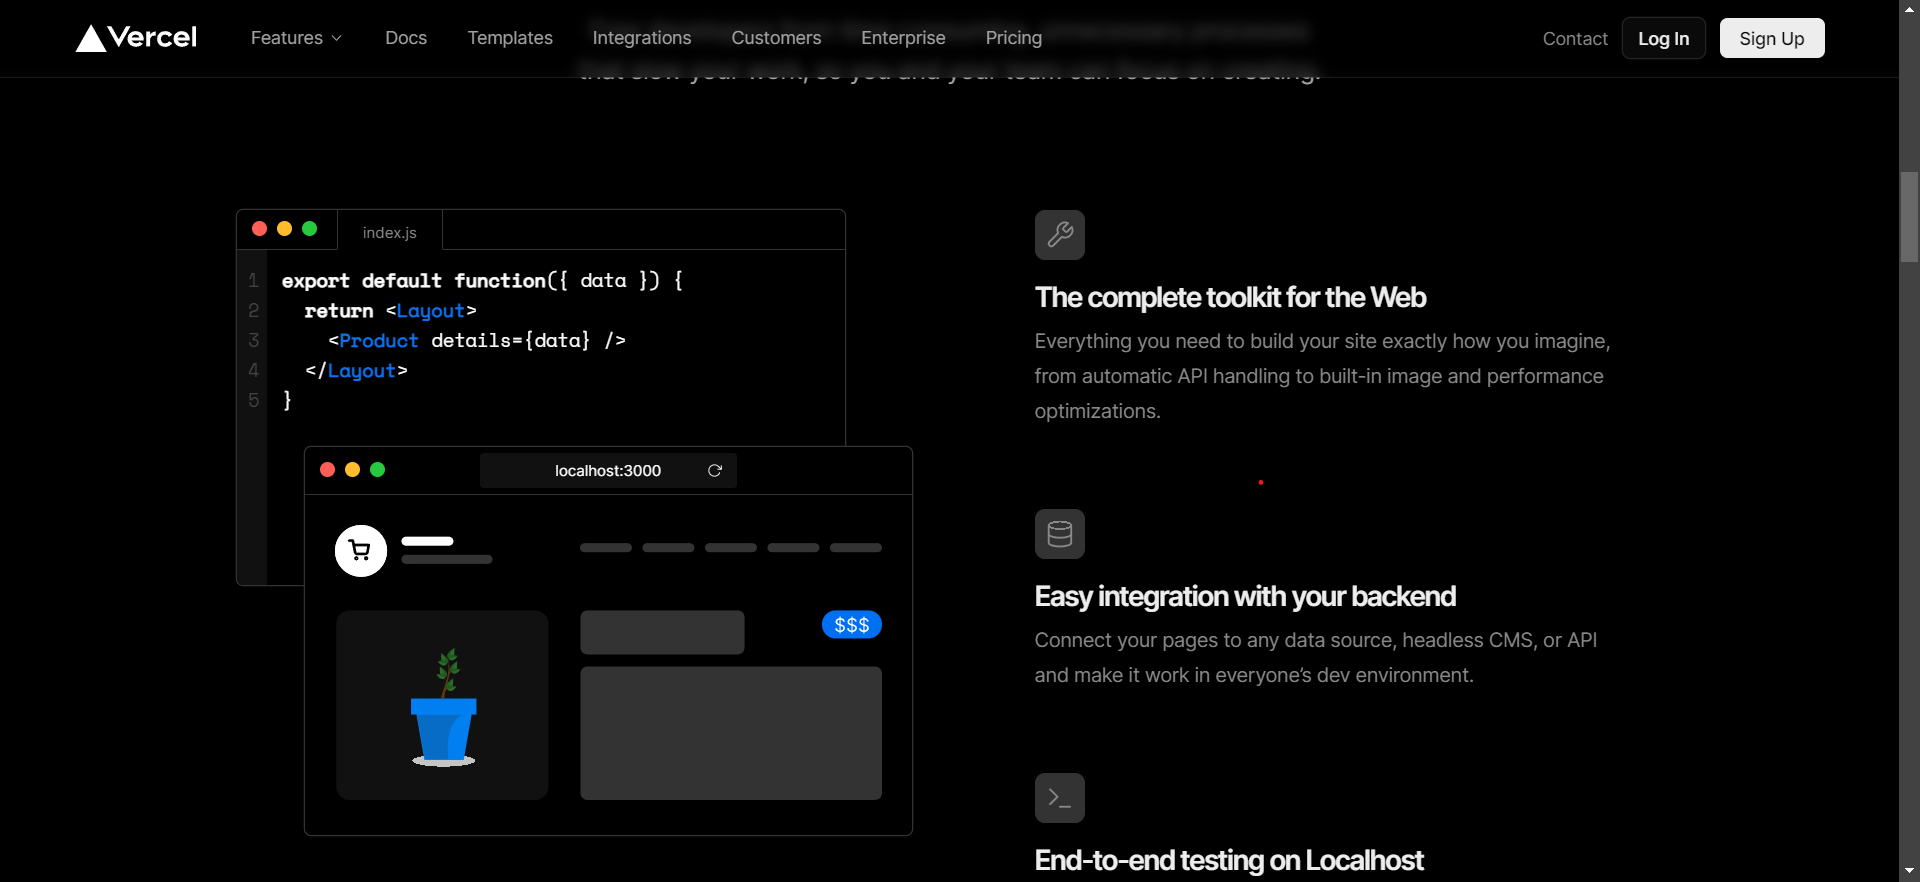 Vercel
Features
Docs
Templates
Integrations
Customers
Enterprise
Pricing
Contact
Log In
Sign Up
that slow your work, so you and your team can focus on creating.
index.js
1 export default function({ data }) {
2 return <Layout>
3 <Product details={data} />
4 </Layout>
5 }
localhost:3000
$$$
The complete toolkit for the Web
Everything you need to build your site exactly how you imagine,
from automatic API handling to built-in image and performance
optimizations.
Easy integration with your backend
Connect your pages to any data source, headless CMS, or API
and make it work in everyone’s dev environment.
End-to-end testing on Localhost